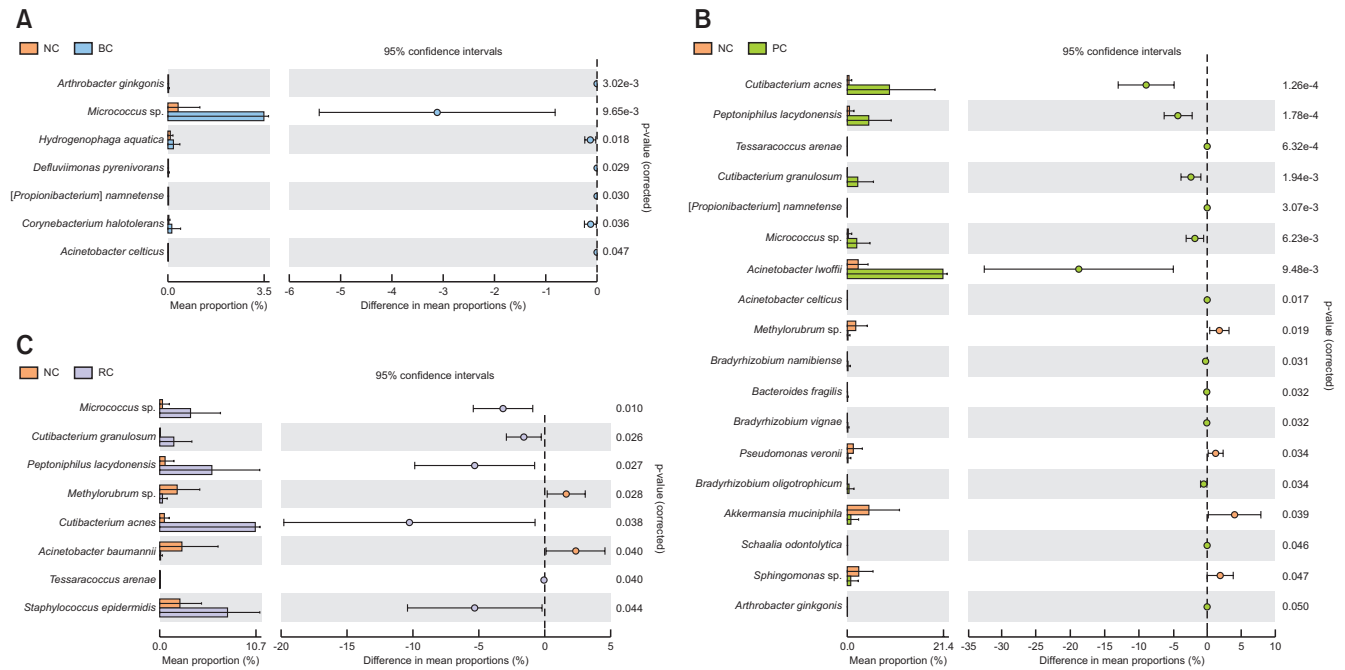 A
NC BC
95% confidence intervals
Arthrobacter ginkgonis 3.02e-3
Micrococcus sp. 9.65e-3
Hydrogenophaga aquatica 0.018
Defluviimonas pyrenivorans 0.029
[Propionibacterium] namnetense 0.030
Corynebacterium halotolerans 0.036
Acinetobacter celticus 0.047
p-value (corrected)
0.0 3.5 -6 -5 -4 -3 -2 -1 0
Mean proportion (%) Difference in mean proportions (%)
B
NC PC
95% confidence intervals
Cutibacterium acnes 1.26e-4
Peptoniphilus lacydonensis 1.78e-4
Tessaracoccus arenae 6.32e-4
Cutibacterium granulosum 1.94e-3
[Propionibacterium] namnetense 3.07e-3
Micrococcus sp. 6.23e-3
Acinetobacter lwoffii 9.48e-3
Acinetobacter celticus 0.017
Methylorubrum sp. 0.019
Bradyrhizobium namibiense 0.031
Bacteroides fragilis 0.032
Bradyrhizobium vignae 0.032
Pseudomonas veronii 0.034
Bradyrhizobium oligotrophicum 0.034
Akkermansia muciniphila 0.039
Schaalia odontolytica 0.046
Sphingomonas sp. 0.047
Arthrobacter ginkgonis 0.050
p-value (corrected)
0.0 21.4 -35 -30 -25 -20 -15 -10 -5 0 5 10
Mean proportion (%) Difference in mean proportions (%)
C
NC RC
95% confidence intervals
Micrococcus sp. 0.010
Cutibacterium granulosum 0.026
Peptoniphilus lacydonensis 0.027
Methylorubrum sp. 0.028
Cutibacterium acnes 0.038
Acinetobacter baumannii 0.040
Tessaracoccus arenae 0.040
Staphylococcus epidermidis 0.044
p-value (corrected)
0.0 10.7 -20 -15 -10 -5 0 5
Mean proportion (%) Difference in mean proportions (%)